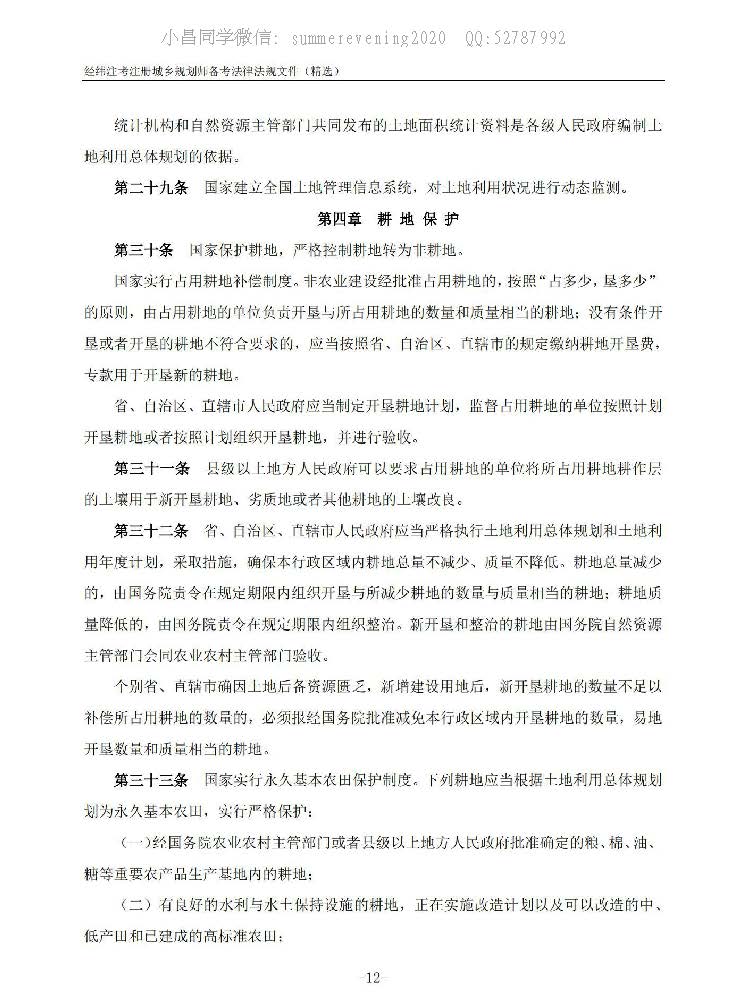 小昌同学微信: summerevening2020 QQ:52787992
经纬注考注册城乡规划师备考法律法规文件（精选）
统计机构和自然资源主管部门共同发布的土地面积统计资料是各级人民政府编制土
地利用总体规划的依据。
第二十九条 国家建立全国土地管理信息系统，对土地利用状况进行动态监测。
第四章 耕 地 保 护
第三十条 国家保护耕地，严格控制耕地转为非耕地。
国家实行占用耕地补偿制度。非农业建设经批准占用耕地的，按照“占多少，垦多少”
的原则，由占用耕地的单位负责开垦与所占用耕地的数量和质量相当的耕地；没有条件开
垦或者开垦的耕地不符合要求的，应当按照省、自治区、直辖市的规定缴纳耕地开垦费，
专款用于开垦新的耕地。
省、自治区、直辖市人民政府应当制定开垦耕地计划，监督占用耕地的单位按照计划
开垦耕地或者按照计划组织开垦耕地，并进行验收。
第三十一条 县级以上地方人民政府可以要求占用耕地的单位将所占用耕地耕作层
的土壤用于新开垦耕地、劣质地或者其他耕地的土壤改良。
第三十二条 省、自治区、直辖市人民政府应当严格执行土地利用总体规划和土地利
用年度计划，采取措施，确保本行政区域内耕地总量不减少、质量不降低。耕地总量减少
的，由国务院责令在规定期限内组织开垦与所减少耕地的数量与质量相当的耕地；耕地质
量降低的，由国务院责令在规定期限内组织整治。新开垦和整治的耕地由国务院自然资源
主管部门会同农业农村主管部门验收。
个别省、直辖市确因土地后备资源匮乏，新增建设用地后，新开垦耕地的数量不足以
补偿所占用耕地的数量的，必须报经国务院批准减免本行政区域内开垦耕地的数量，易地
开垦数量和质量相当的耕地。
第三十三条 国家实行永久基本农田保护制度。下列耕地应当根据土地利用总体规划
划为永久基本农田，实行严格保护：
（一）经国务院农业农村主管部门或者县级以上地方人民政府批准确定的粮、棉、油、
糖等重要农产品生产基地内的耕地；
（二）有良好的水利与水土保持设施的耕地，正在实施改造计划以及可以改造的中、
低产田和已建成的高标准农田；
-12-